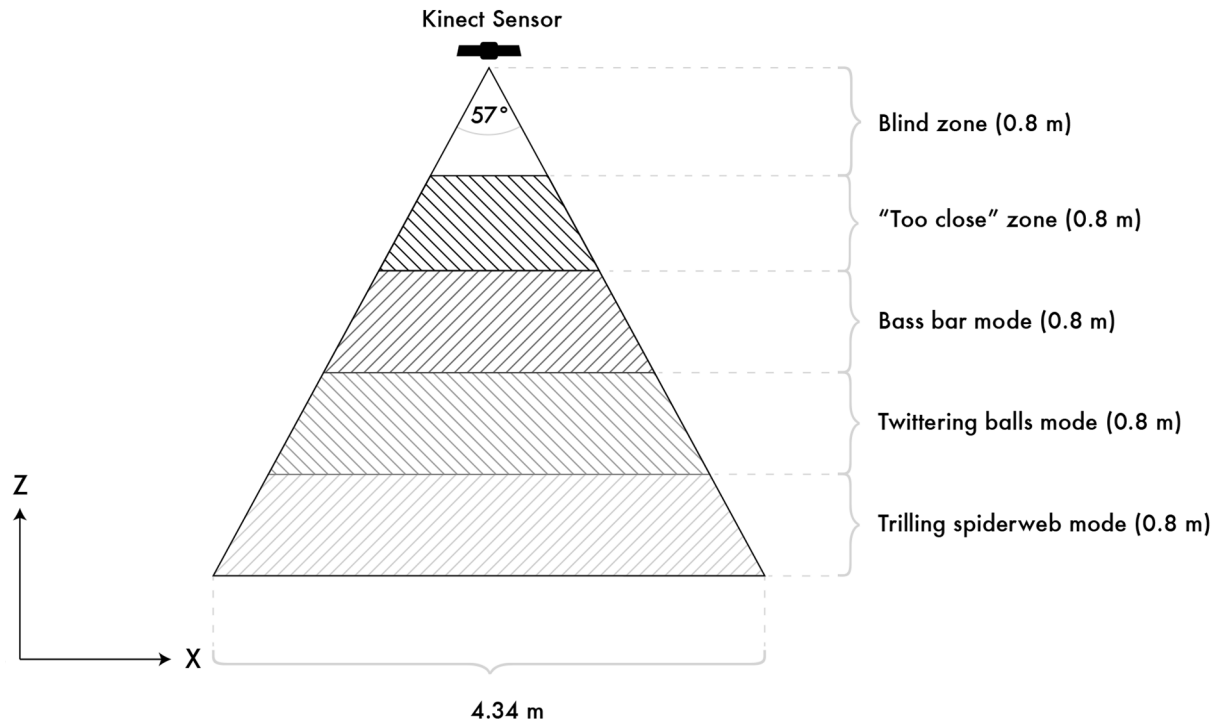 Kinect Sensor
57°
Blind zone (0.8 m)
“Too close” zone (0.8 m)
Bass bar mode (0.8 m)
Twittering balls mode (0.8 m)
Trilling spiderweb mode (0.8 m)
Z
X
4.34 m